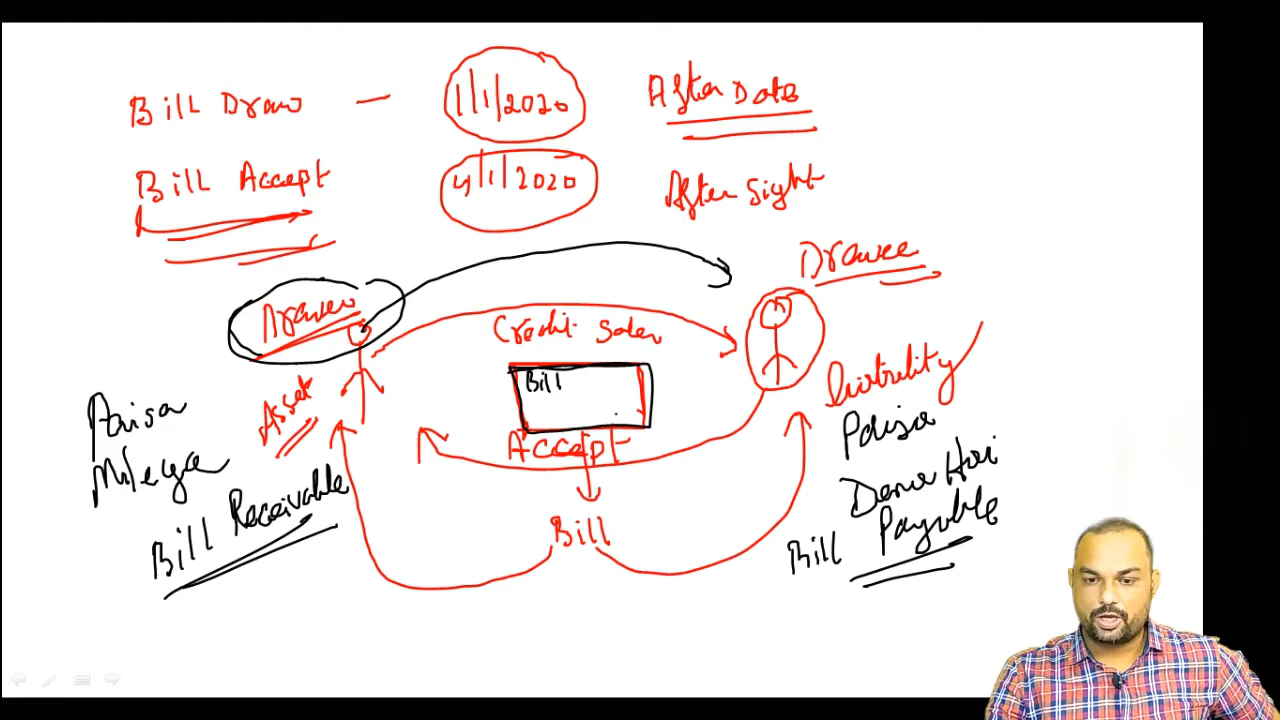 Bill Draw - 1/1/2020 After Date
Bill Accept 4/1/2020 After Sight
Drawer
Drawee
Credit Sales
Bill
Accept
Bill
Asset
Paisa
Milega
Bill Receivable
Liability
Paisa
Dena Hai
Bill Payable